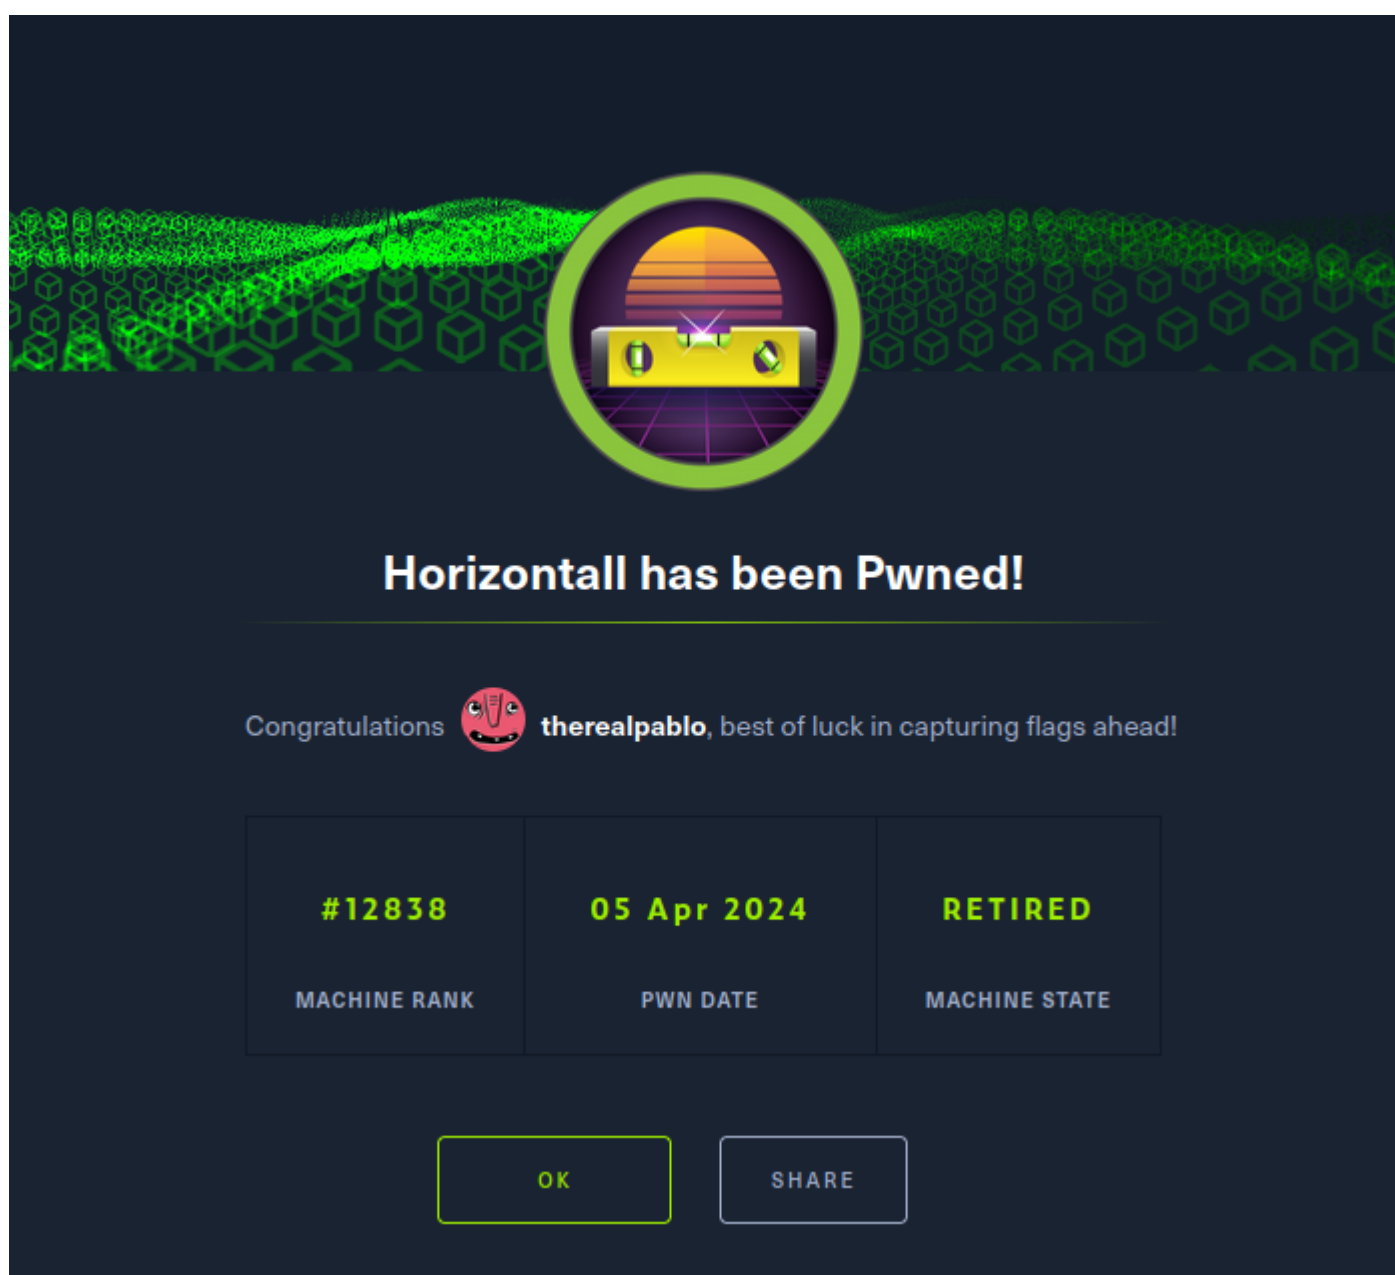 Horizontall has been Pwned!
Congratulations therealpablo, best of luck in capturing flags ahead!
#12838 05 Apr 2024 RETIRED
MACHINE RANK PWN DATE MACHINE STATE
OK SHARE